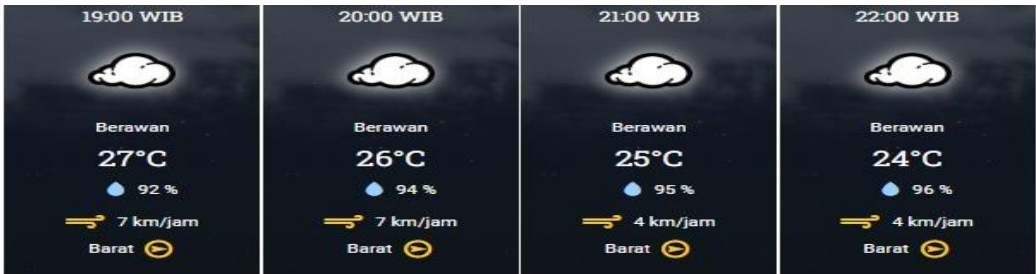 19:00 WIB
Berawan
27°C
92 %
7 km/jam
Barat
20:00 WIB
Berawan
26°C
94 %
7 km/jam
Barat
21:00 WIB
Berawan
25°C
95 %
4 km/jam
Barat
22:00 WIB
Berawan
24°C
96 %
4 km/jam
Barat